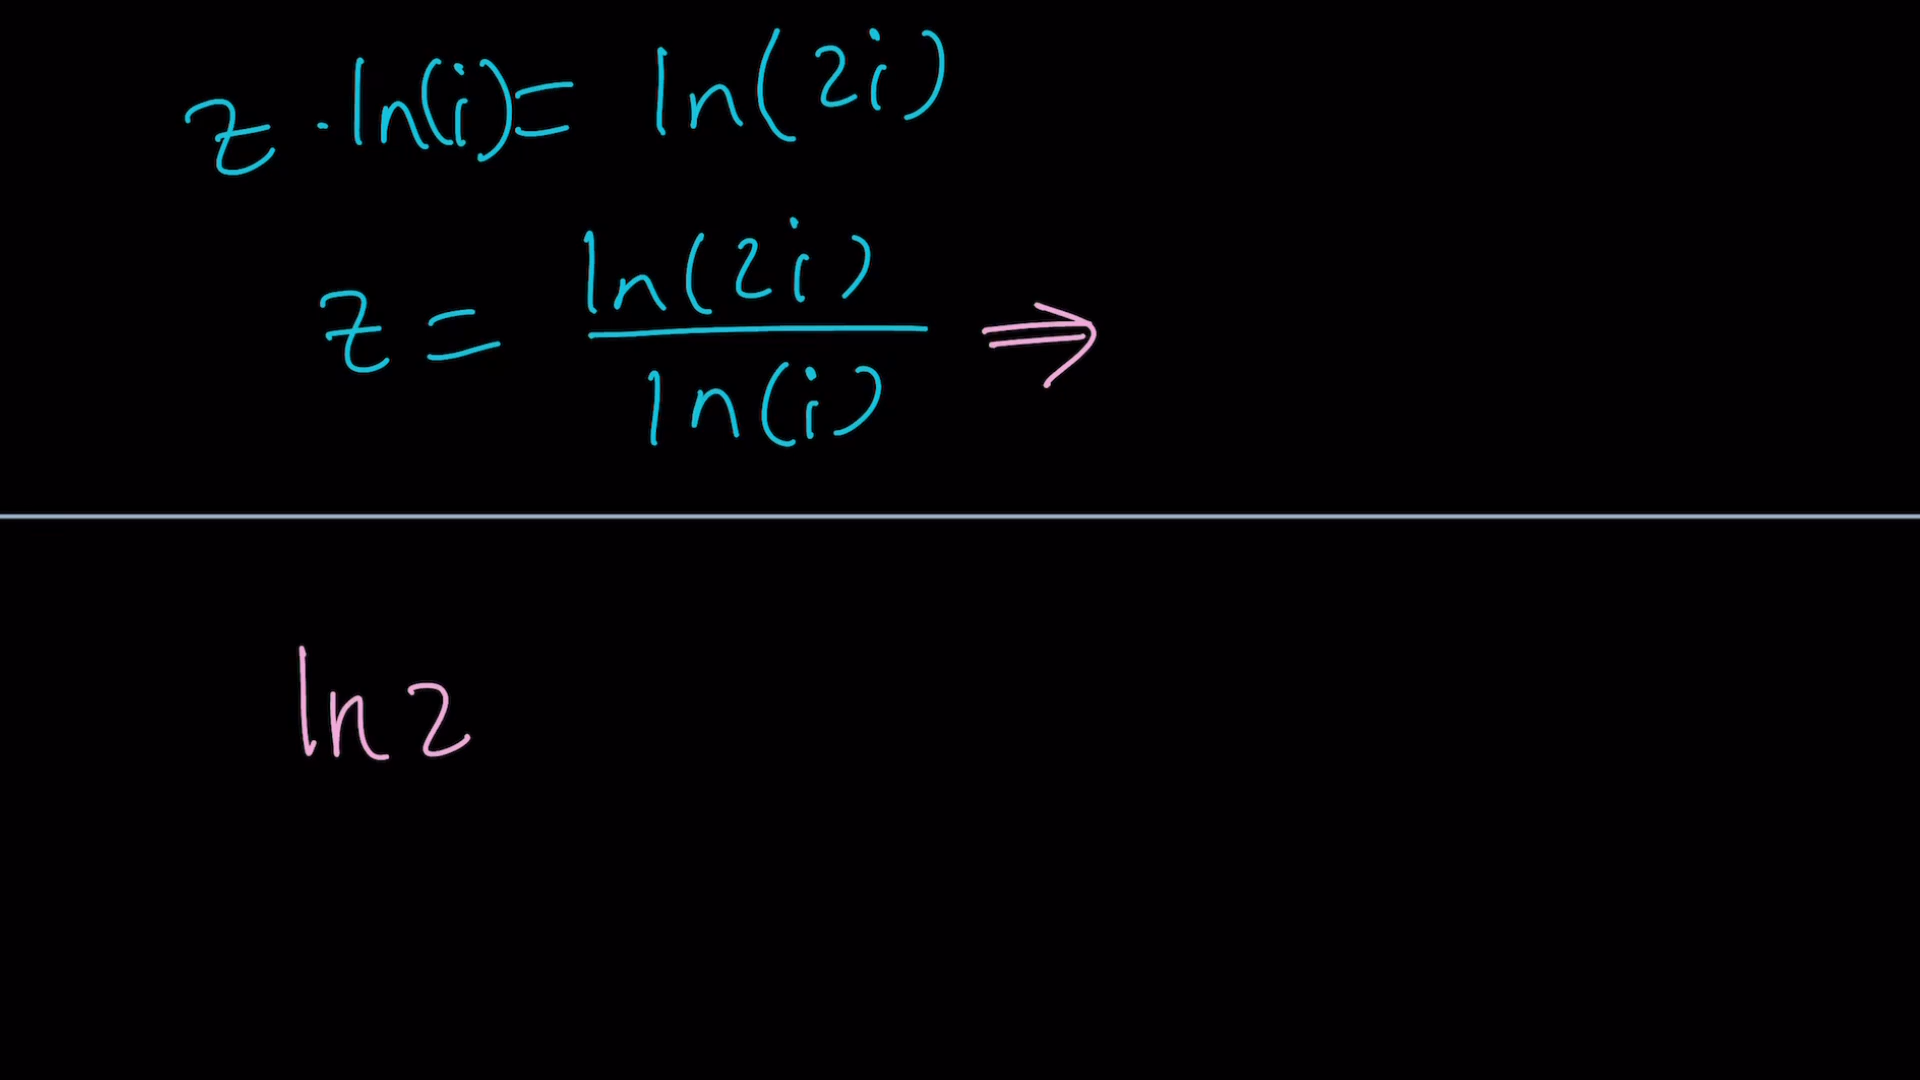 z · ln(i) = ln(2i)
z = ln(2i) / ln(i) ⇒
ln 2